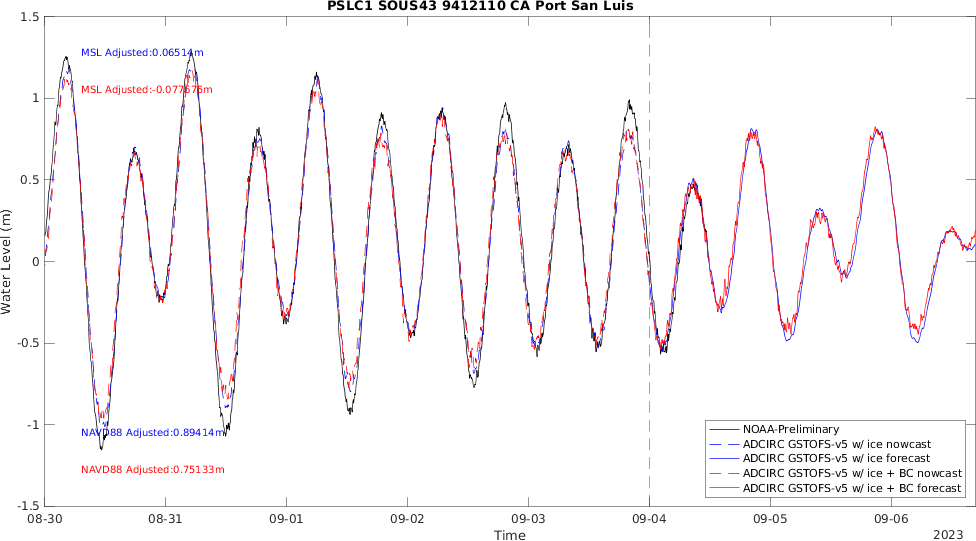 PSLC1 SOUS43 9412110 CA Port San Luis
1.5
1
0.5
0
-0.5
-1
-1.5
Water Level (m)
MSL Adjusted:0.06514m
MSL Adjusted:-0.077676m
NAVD88 Adjusted:0.89414m
NAVD88 Adjusted:0.75133m
NOAA-Preliminary
ADCIRC GSTOFS-v5 w/ ice nowcast
ADCIRC GSTOFS-v5 w/ ice forecast
ADCIRC GSTOFS-v5 w/ ice + BC nowcast
ADCIRC GSTOFS-v5 w/ ice + BC forecast
08-30 08-31 09-01 09-02 09-03 09-04 09-05 09-06
Time
2023